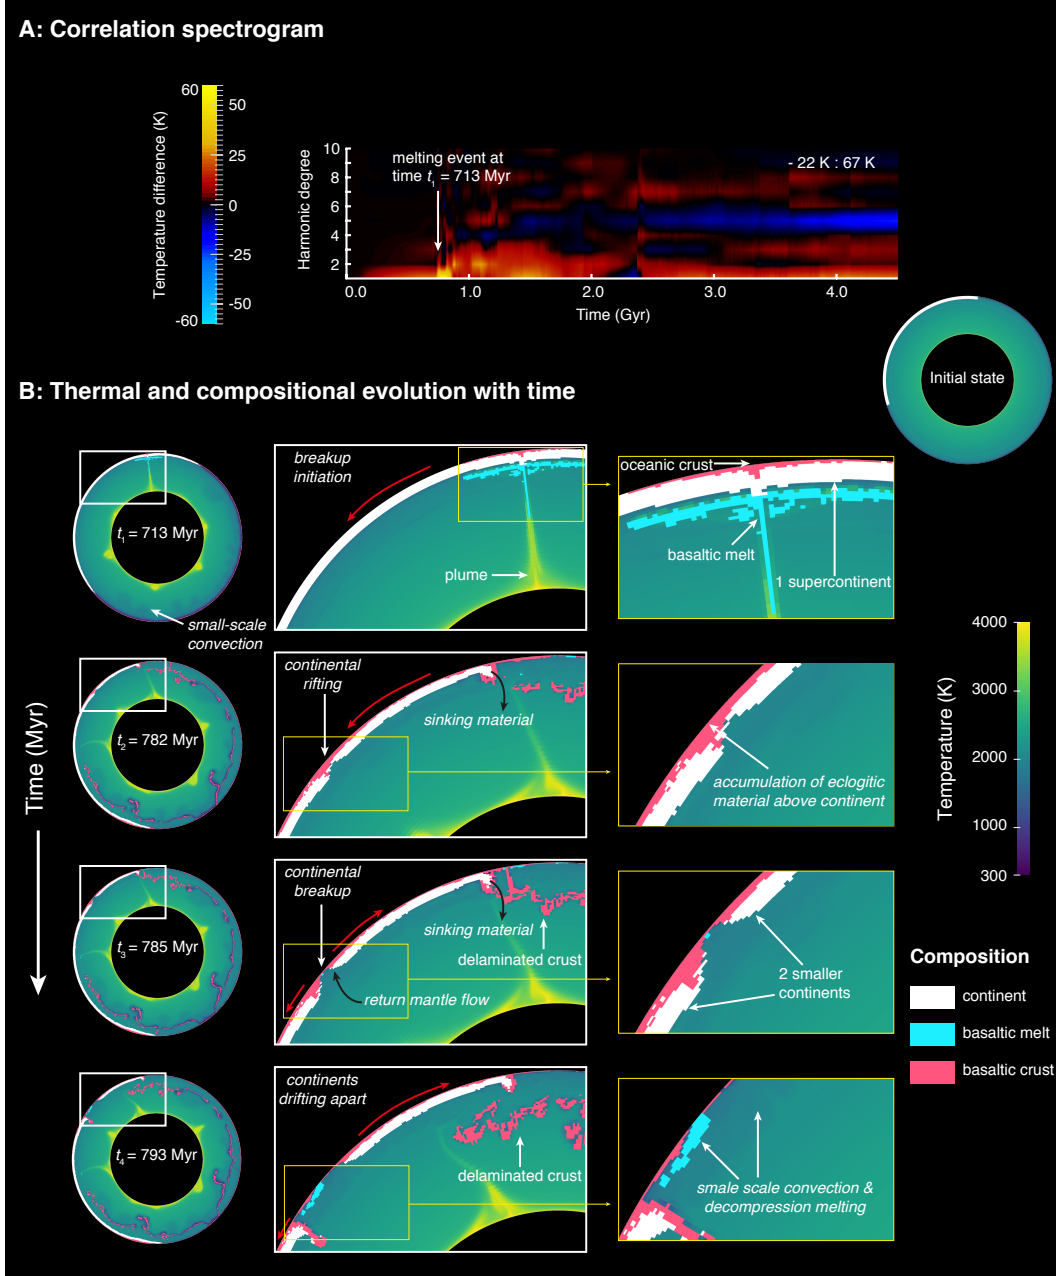 A: Correlation spectrogram
Temperature difference (K)
60
50
25
0
-25
-50
-60
Harmonic degree
10
8
6
4
2
melting event at
time t1 = 713 Myr
- 22 K : 67 K
0.0
1.0
2.0
3.0
4.0
Time (Gyr)
Initial state
B: Thermal and compositional evolution with time
Time (Myr)
t1 = 713 Myr
small-scale
convection
breakup
initiation
plume
oceanic crust
basaltic melt
1 supercontinent
t2 = 782 Myr
continental
rifting
sinking material
accumulation of eclogitic
material above continent
t3 = 785 Myr
continental
breakup
sinking material
delaminated crust
return mantle flow
2 smaller
continents
t4 = 793 Myr
continents
drifting apart
delaminated crust
smale scale convection &
decompression melting
Temperature (K)
4000
3000
2000
1000
300
Composition
continent
basaltic melt
basaltic crust